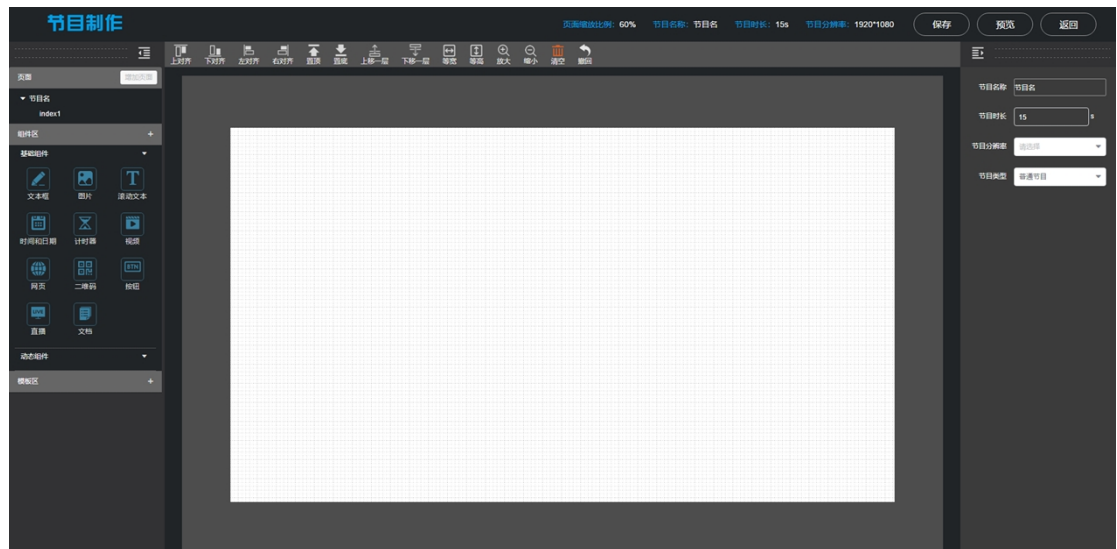 节目制作
页面缩放比例: 60% 节目名称: 节目名 节目时长: 15s 节目分辨率: 1920*1080
保存 预览 返回
上对齐 下对齐 左对齐 右对齐 置顶 置底 上移一层 下移一层 等宽 等高 放大 缩小 清空 撤回
页面 增加页面
节目名
index1
组件区 +
基础组件
文本框 图片 滚动文本
时间和日期 计时器 视频
网页 二维码 按钮
BTN
直播 文档
LIVE
动态组件
模板区 +
节目名称 节目名
节目时长 15 s
节目分辨率 请选择
节目类型 普通节目